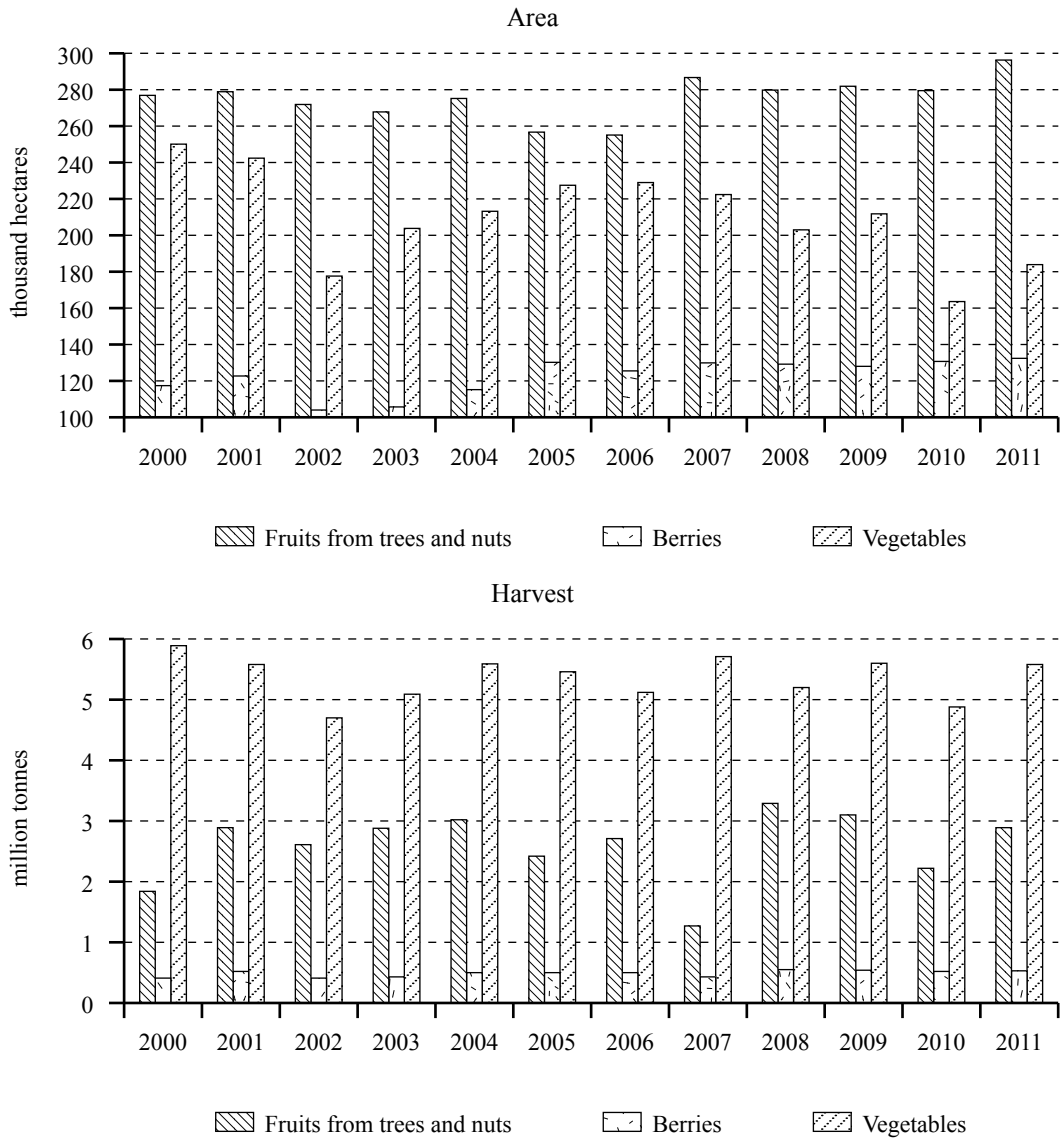 Area
thousand hectares
300
280
260
240
220
200
180
160
140
120
100
2000 2001 2002 2003 2004 2005 2006 2007 2008 2009 2010 2011
Fruits from trees and nuts Berries Vegetables
Harvest
million tonnes
6
5
4
3
2
1
0
2000 2001 2002 2003 2004 2005 2006 2007 2008 2009 2010 2011
Fruits from trees and nuts Berries Vegetables